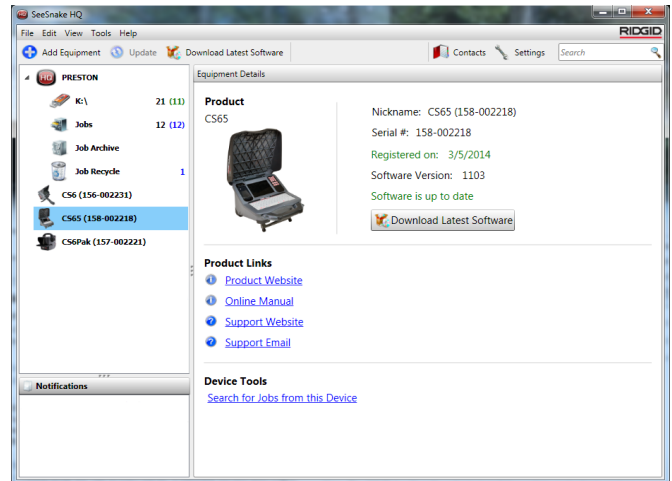 SeeSnake HQ
File Edit View Tools Help
RIDGID
Add Equipment Update Download Latest Software Contacts Settings Search
PRESTON
K:\ 21 (11)
Jobs 12 (12)
Job Archive
Job Recycle 1
CS6 (156-002231)
CS65 (158-002218)
CS6Pak (157-002221)
Notifications
Equipment Details
Product
CS65
Nickname: CS65 (158-002218)
Serial #: 158-002218
Registered on: 3/5/2014
Software Version: 1103
Software is up to date
Download Latest Software
Product Links
Product Website
Online Manual
Support Website
Support Email
Device Tools
Search for Jobs from this Device